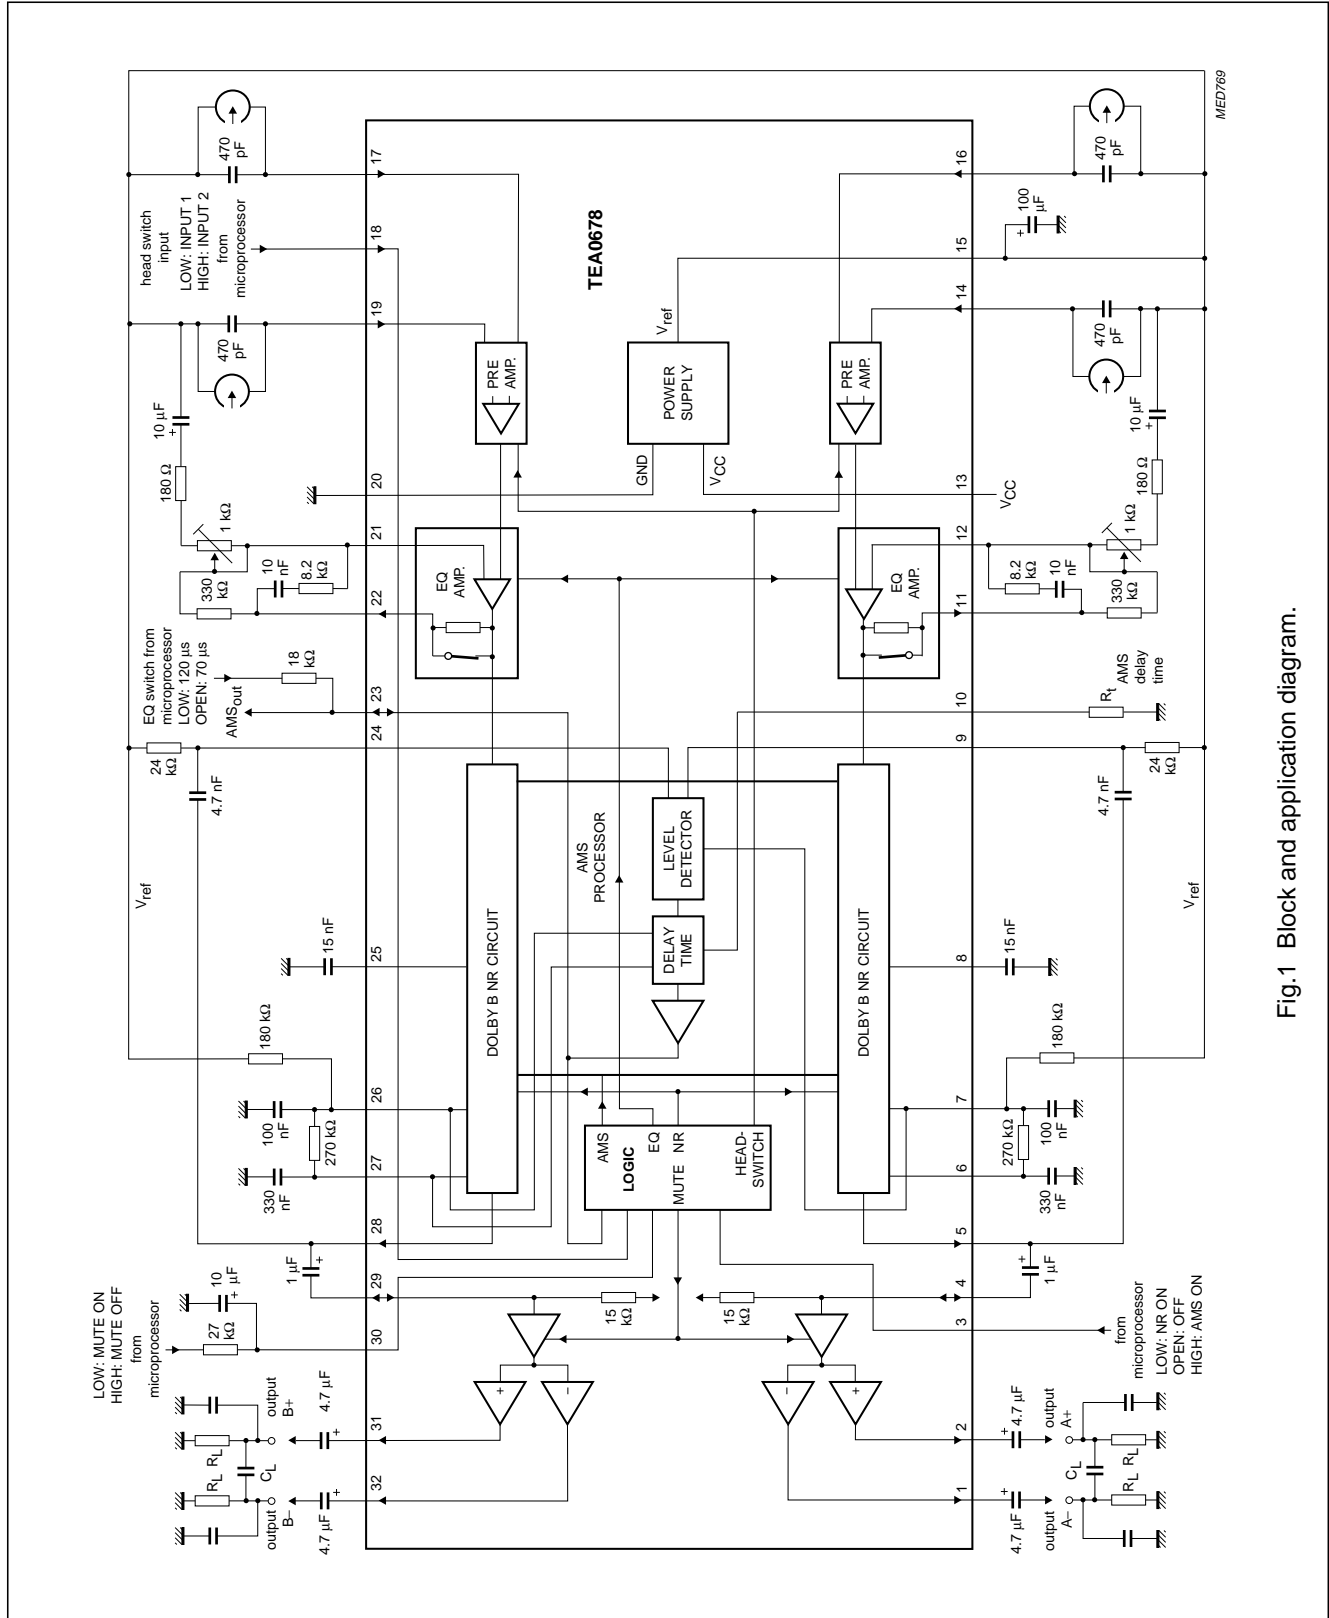 LOW: MUTE ON
HIGH: MUTE OFF
from
microprocessor
27
kΩ
10
μF
+
30
output
B+
4.7 μF
+
31
RL
RL
CL
output
B−
4.7 μF
+
32
EQ switch from
microprocessor
LOW: 120 μs
OPEN: 70 μs
AMSout
18
kΩ
23
24
24
kΩ
4.7 nF
Vref
15 nF
25
180 kΩ
26
100
nF
270 kΩ
27
330
nF
28
1 μF
+
29
head switch
input
LOW: INPUT 1
HIGH: INPUT 2
from
microprocessor
470
pF
17
18
19
470
pF
10 μF
+
180 Ω
20
1 kΩ
21
330
kΩ
10
nF
8.2
kΩ
22
TEA0678
PRE
AMP.
EQ
AMP.
POWER
SUPPLY
Vref
GND
VCC
PRE
AMP.
EQ
AMP.
AMS
PROCESSOR
LEVEL
DETECTOR
DELAY
TIME
DOLBY B NR CIRCUIT
DOLBY B NR CIRCUIT
AMS
LOGIC
EQ
MUTE NR
HEAD-
SWITCH
15
kΩ
15
kΩ
+
−
−
+
1
2
3
4
5
6
7
8
9
10
11
12
13
14
15
16
4.7 μF
+
output
A−
4.7 μF
+
output
A+
CL
RL
RL
from
microprocessor
LOW: NR ON
OPEN: OFF
HIGH: AMS ON
+
1 μF
330
nF
270 kΩ
100
nF
180 kΩ
15 nF
Vref
4.7 nF
24
kΩ
Rt
AMS
delay
time
8.2
kΩ
10
nF
330
kΩ
1 kΩ
VCC
180 Ω
10 μF
+
470
pF
100
μF
+
470
pF
MED769
Fig.1 Block and application diagram.